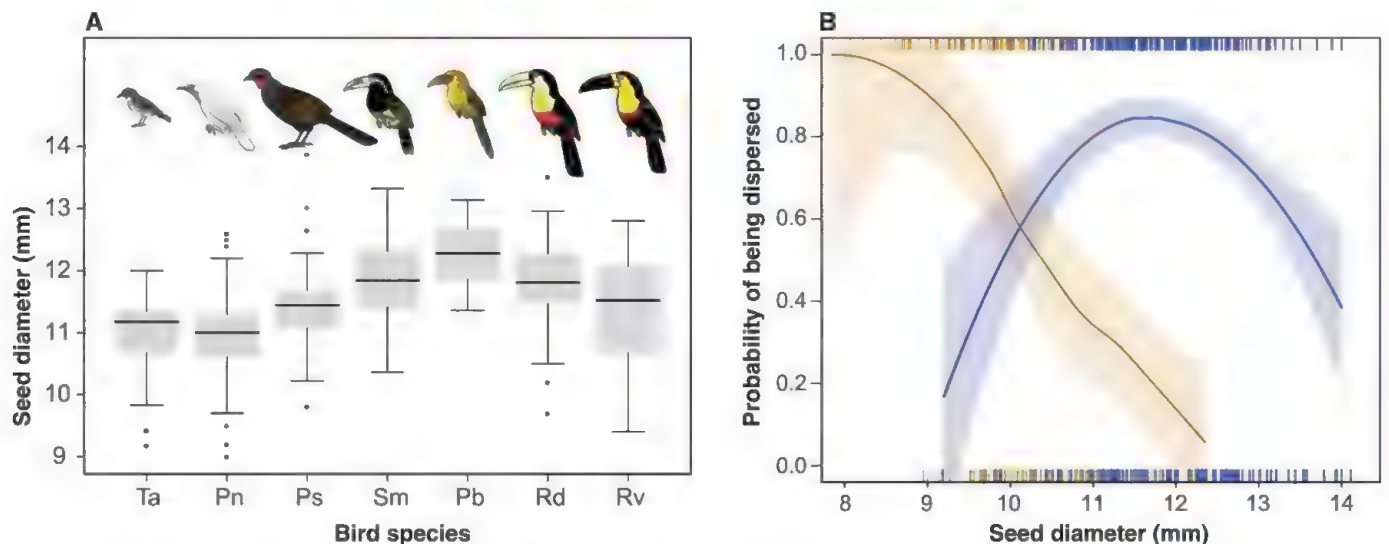 A
Seed diameter (mm)
14
13
12
11
10
9
Ta Pn Ps Sm Pb Rd Rv
Bird species
B
Probability of being dispersed
1.0
0.8
0.6
0.4
0.2
0.0
8 9 10 11 12 13 14
Seed diameter (mm)